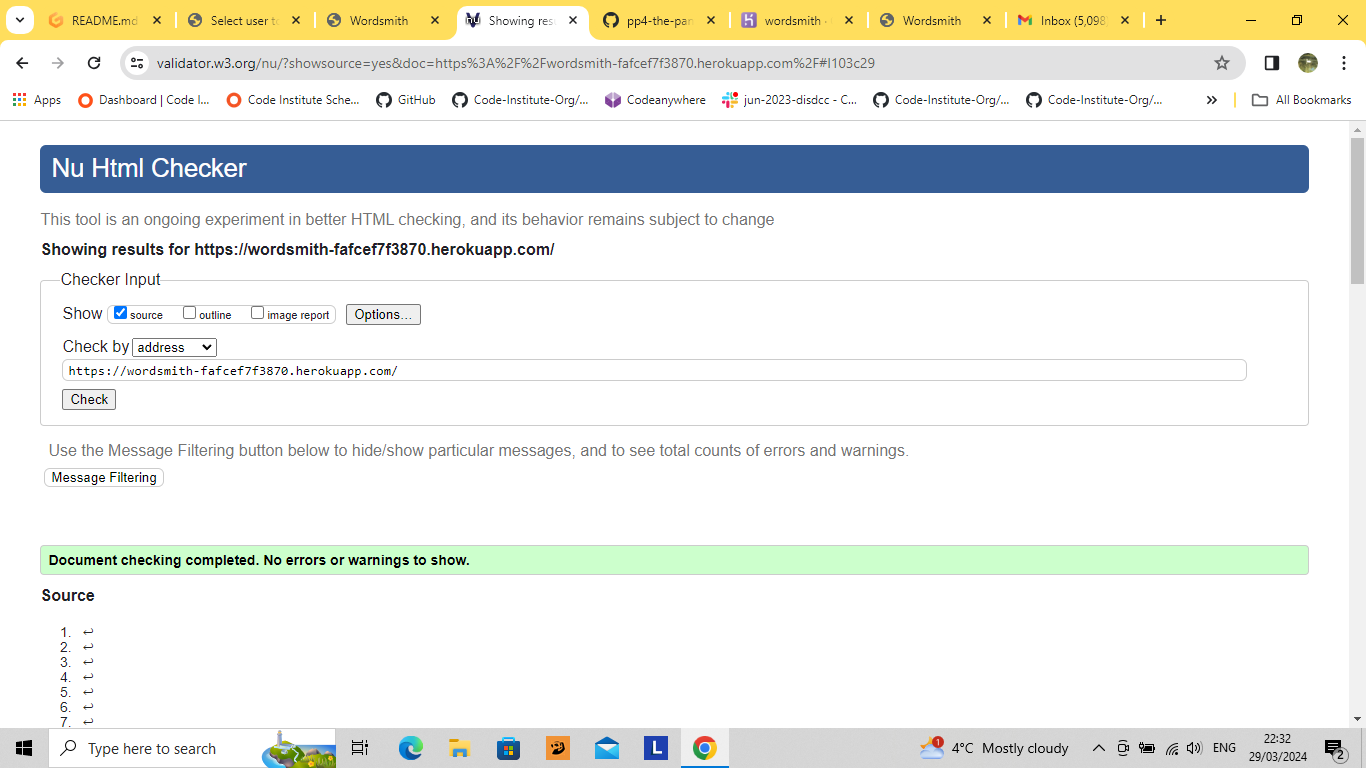 README.md
Select user t
Wordsmith
Showing res
pp4-the-pan
wordsmith ·
Wordsmith
Inbox (5,098
validator.w3.org/nu/?showsource=yes&doc=https%3A%2F%2Fwordsmith-fafcef7f3870.herokuapp.com%2F#l103c29
Apps
Dashboard | Code I...
Code Institute Sche...
GitHub
Code-Institute-Org/...
Codeanywhere
jun-2023-disdcc - C...
Code-Institute-Org/...
Code-Institute-Org/...
All Bookmarks
Nu Html Checker
This tool is an ongoing experiment in better HTML checking, and its behavior remains subject to change
Showing results for https://wordsmith-fafcef7f3870.herokuapp.com/
Checker Input
Show source outline image report Options...
Check by address
https://wordsmith-fafcef7f3870.herokuapp.com/
Check
Use the Message Filtering button below to hide/show particular messages, and to see total counts of errors and warnings.
Message Filtering
Document checking completed. No errors or warnings to show.
Source
1. ↩
2. ↩
3. ↩
4. ↩
5. ↩
6. ↩
7. ↩
Type here to search
1
4°C Mostly cloudy
ENG
22:32
29/03/2024
2